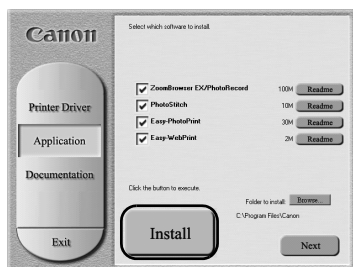 Canon
Select which software to install.
ZoomBrowser EX/PhotoRecord 100M Readme
PhotoStitch 10M Readme
Easy-PhotoPrint 30M Readme
Easy-WebPrint 2M Readme
Printer Driver
Application
Documentation
Exit
Click the button to execute.
Folder to install: Browse...
C:\Program Files\Canon
Install
Next